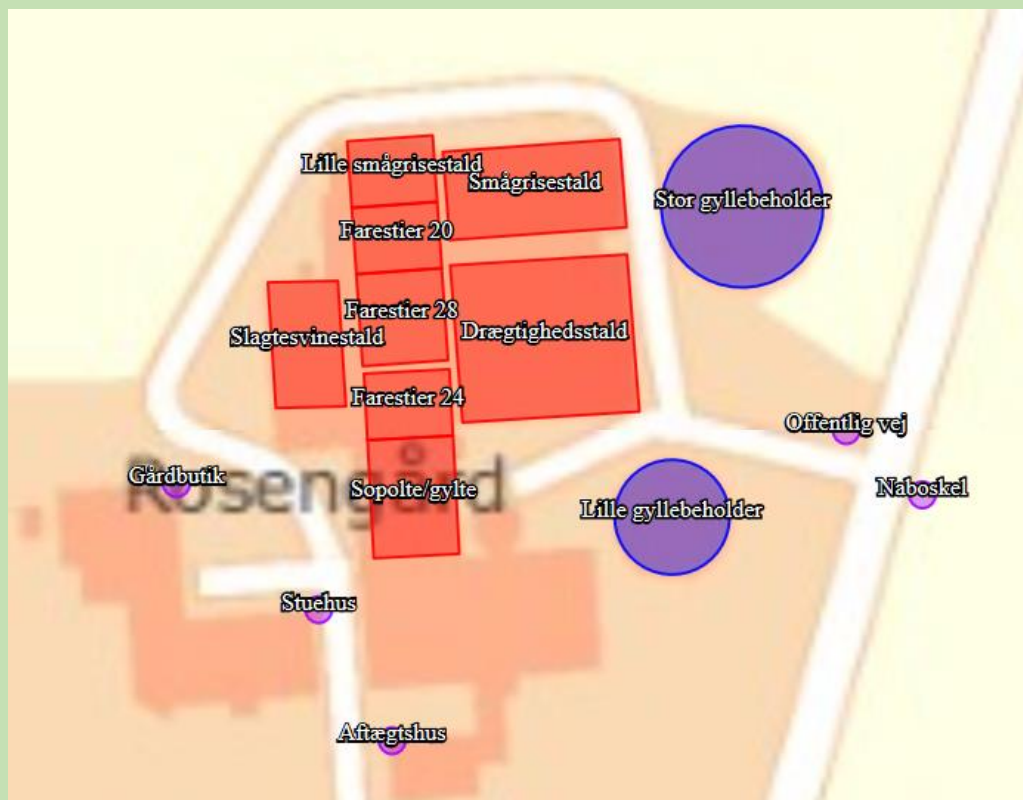 Lille smågrisestald
Smågrisestald
Stor gyllebeholder
Farestier 20
Farestier 28
Slagtesvinestald
Drægtighedsstald
Farestier 24
Offentlig vej
Gårdbutik
Rosengård
Sopolte/gylte
Naboskel
Lille gyllebeholder
Stuehus
Aftægtshus